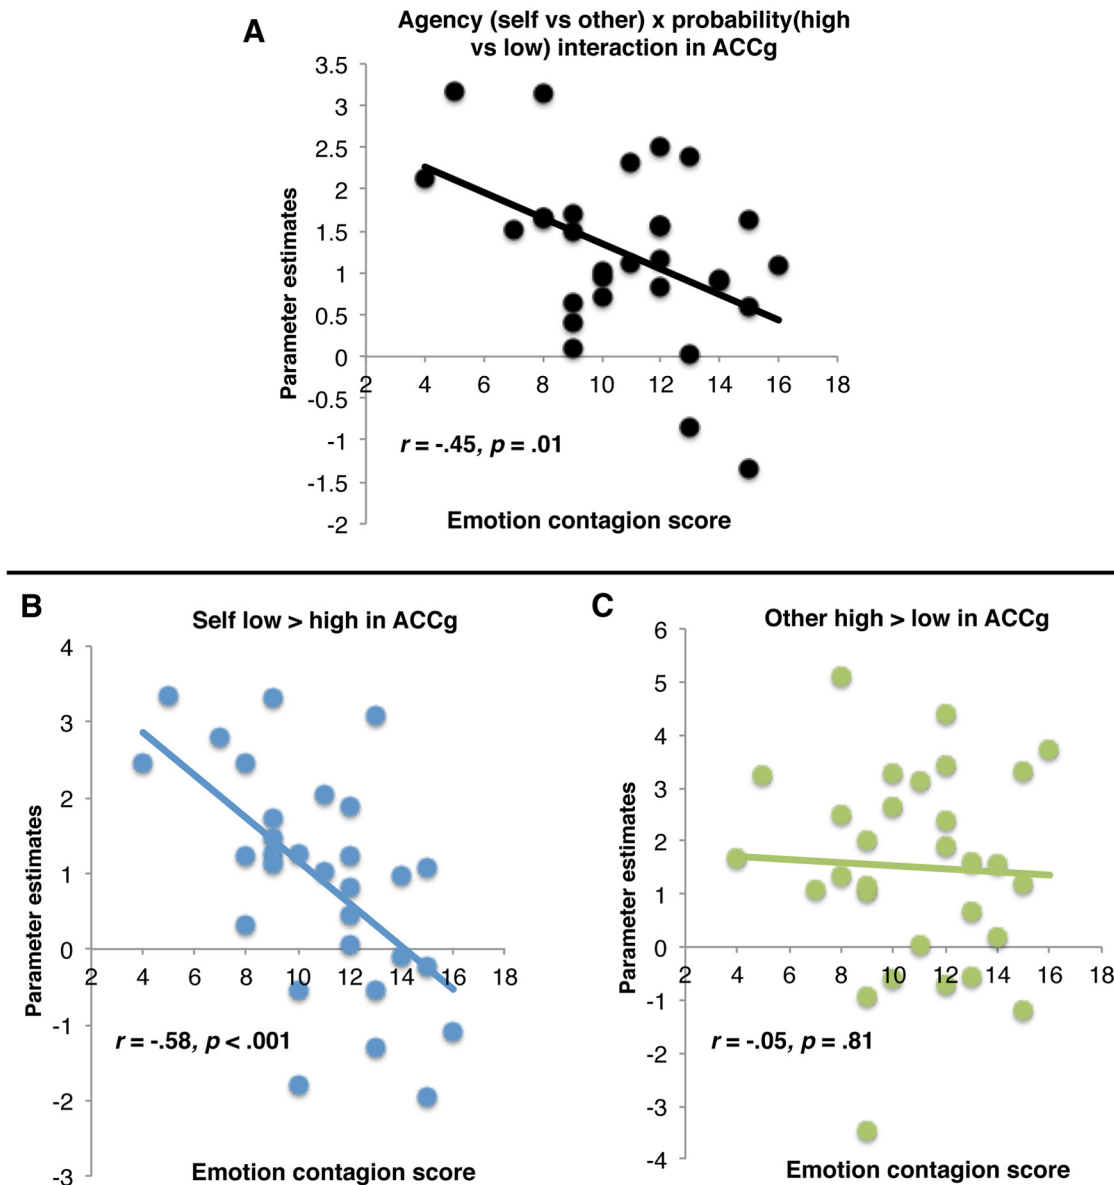 A
Agency (self vs other) x probability(high
vs low) interaction in ACCg
3.5
3
2.5
2
1.5
1
0.5
0
-0.5
-1
-1.5
-2
Parameter estimates
2 4 6 8 10 12 14 16 18
r = -.45, p = .01
Emotion contagion score
B
Self low > high in ACCg
4
3
2
1
0
-1
-2
-3
Parameter estimates
2 4 6 8 10 12 14 16 18
r = -.58, p < .001
Emotion contagion score
C
Other high > low in ACCg
6
5
4
3
2
1
0
-1
-2
-3
-4
Parameter estimates
2 4 6 8 10 12 14 16 18
r = -.05, p = .81
Emotion contagion score